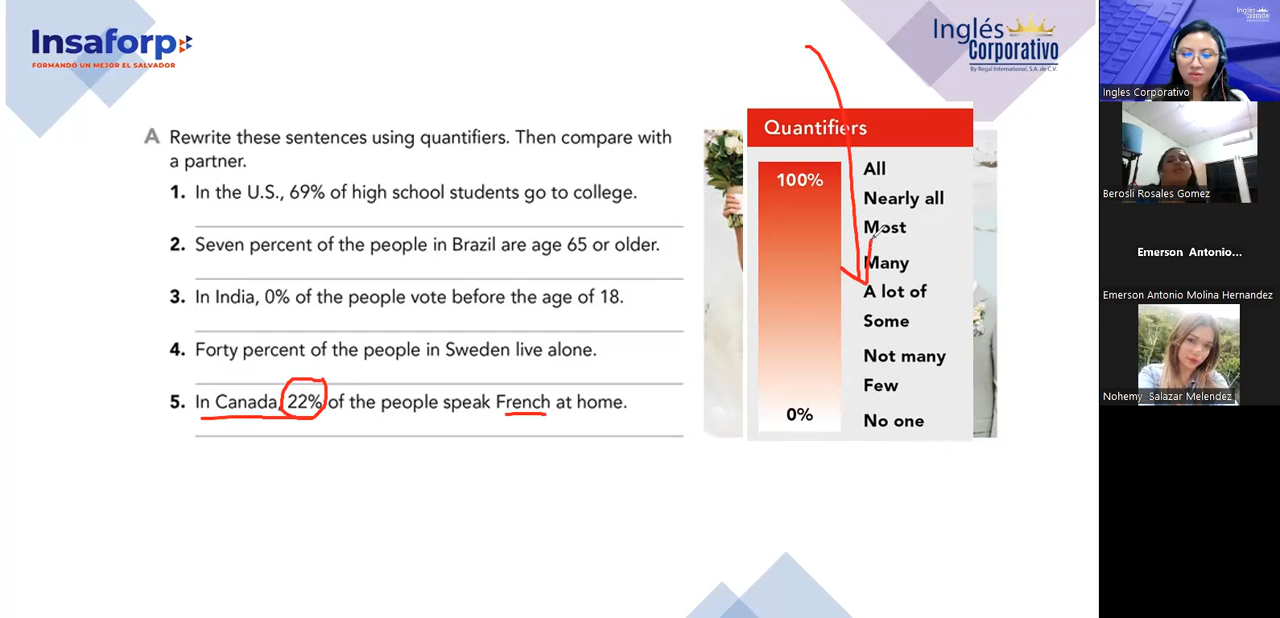 Insaforp
FORMANDO UN MEJOR EL SALVADOR
Inglés
Corporativo
By Regal International, S.A. de C.V.
A Rewrite these sentences using quantifiers. Then compare with
a partner.
1. In the U.S., 69% of high school students go to college.
2. Seven percent of the people in Brazil are age 65 or older.
3. In India, 0% of the people vote before the age of 18.
4. Forty percent of the people in Sweden live alone.
5. In Canada, 22% of the people speak French at home.
Quantifiers
100%
All
Nearly all
Most
Many
A lot of
Some
Not many
Few
0%
No one
Inglés
Corporativo
Ingles Corporativo
Berosli Rosales Gomez
Emerson Antonio...
Emerson Antonio Molina Hernandez
Nohemy Salazar Melendez